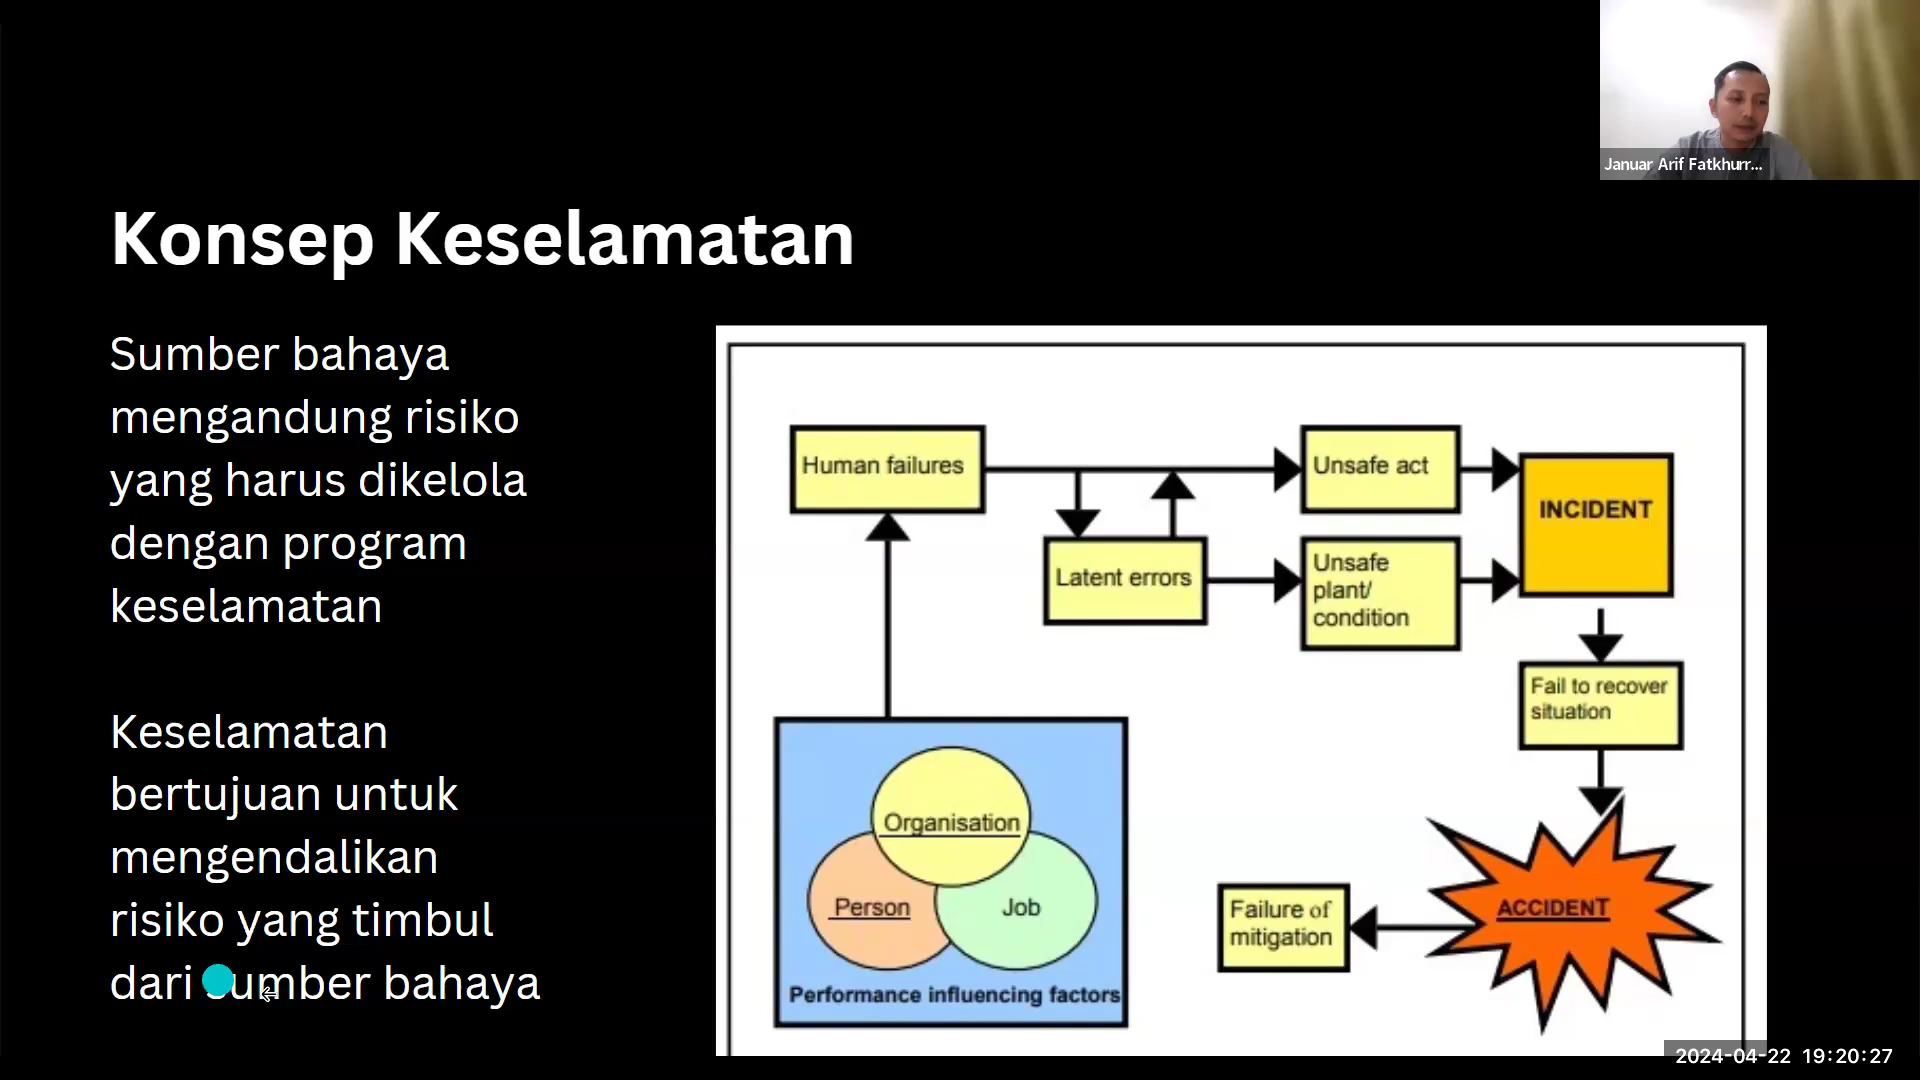 Januar Arif Fatkhurr...
Konsep Keselamatan
Sumber bahaya
mengandung risiko
yang harus dikelola
dengan program
keselamatan
Keselamatan
bertujuan untuk
mengendalikan
risiko yang timbul
dari sumber bahaya
Human failures
Unsafe act
INCIDENT
Latent errors
Unsafe
plant/
condition
Fail to recover
situation
Organisation
Person
Job
Performance influencing factors
ACCIDENT
Failure of
mitigation
2024-04-22 19:20:27